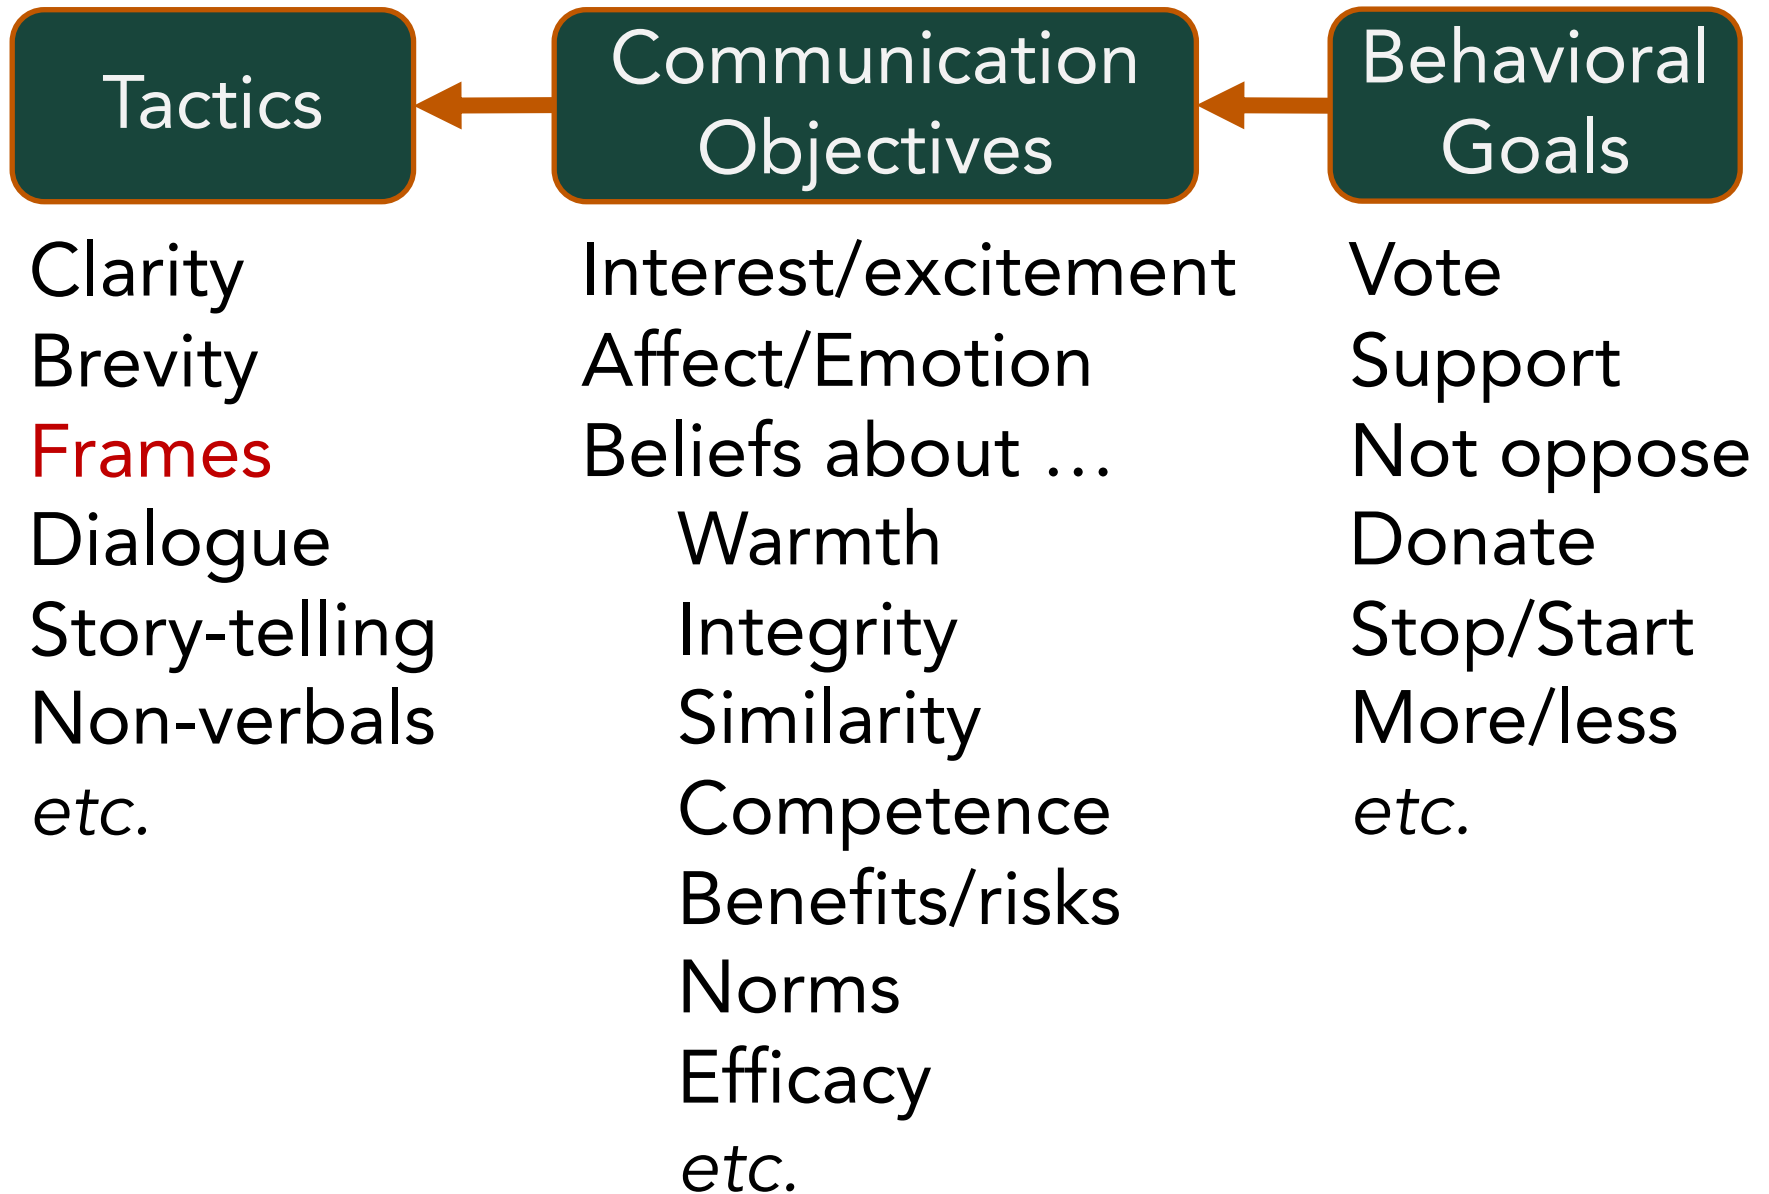 Tactics
Communication
Objectives
Behavioral
Goals
Clarity
Brevity
Frames
Dialogue
Story-telling
Non-verbals
etc.
Interest/excitement
Affect/Emotion
Beliefs about …
Warmth
Integrity
Similarity
Competence
Benefits/risks
Norms
Efficacy
etc.
Vote
Support
Not oppose
Donate
Stop/Start
More/less
etc.